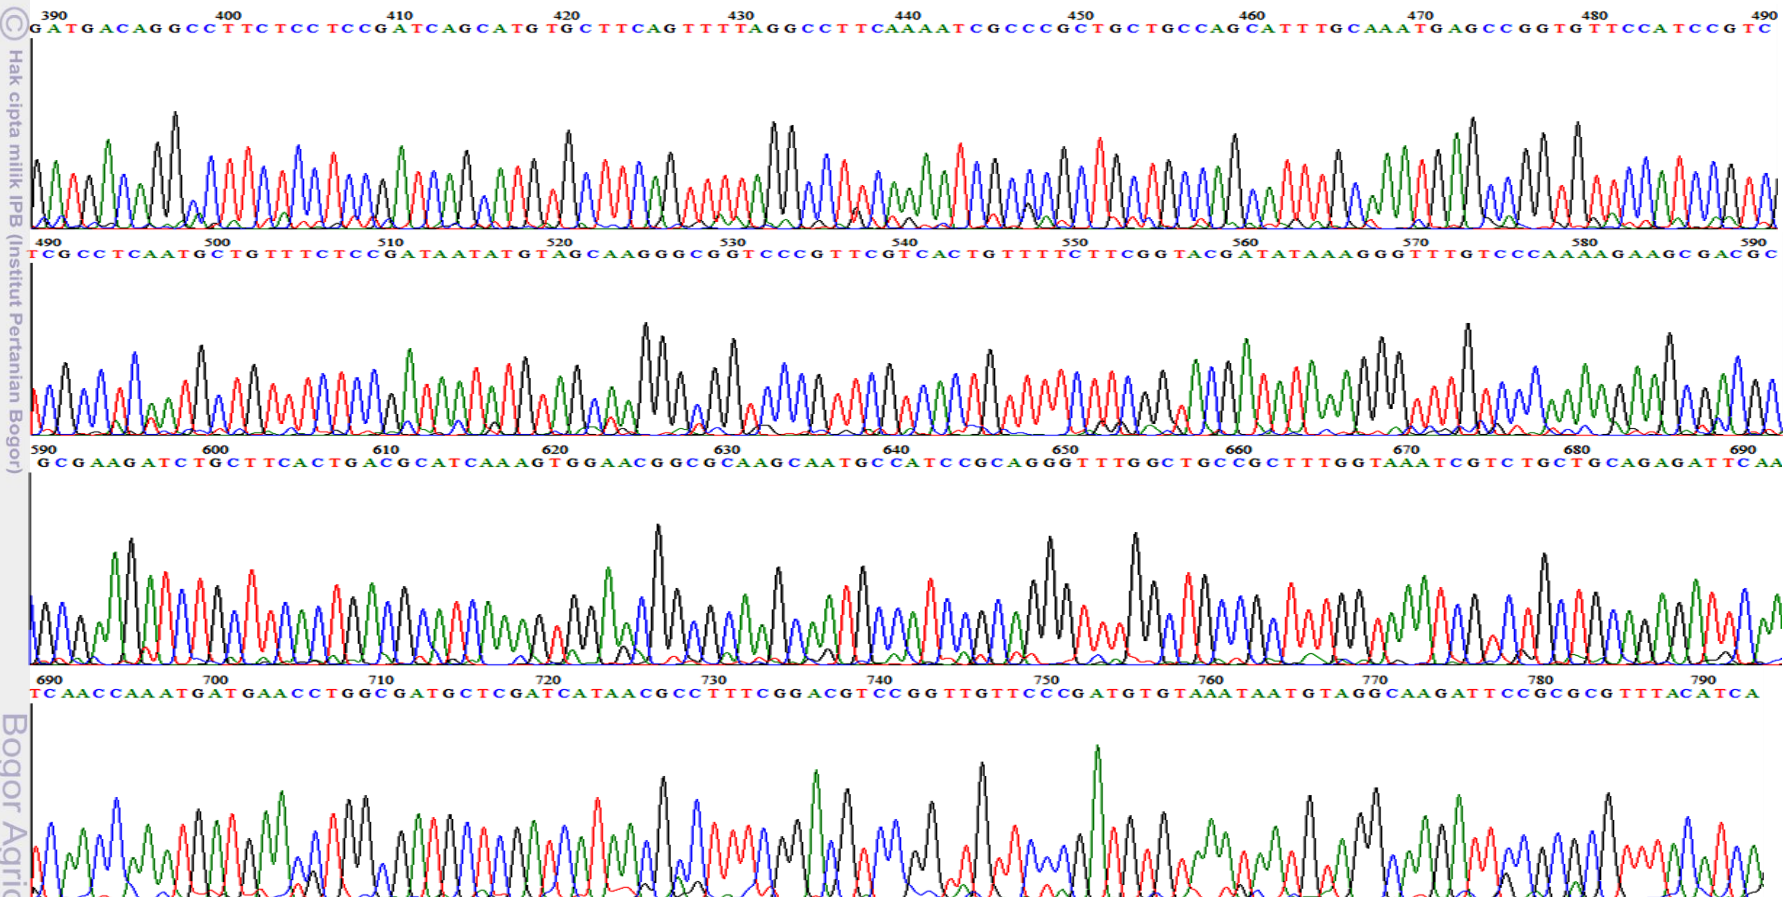 390 400 410 420 430 440 450 460 470 480 490
GATGACAGGCCTTCTCCTCCGATCAGCATGTGCTTCAGTTTTAGGCCTTCAAAATCGCCCGCTGCTGCCAGCATTTGCAAATGAGCCGGTGTTCCATCCGTC
490 500 510 520 530 540 550 560 570 580 590
TCGCCTCAATGCTGTTTCTCCGATAATATGTAGCAAGGGCGGTCCCGTTCGTCACTGTTTTCTTCGGTACGATATAAAGGGTTTGTCCCAAAAGAAGCGACGC
590 600 610 620 630 640 650 660 670 680 690
GCGAAGATCTGCTTCACTGACGCATCAAAGTGGAACGGCGCAAGCAATGCCATCCGCAGGGTTTGGCTGCCGCTTTGGTAAATCGTCTGCTGCAGAGATTCAA
690 700 710 720 730 740 750 760 770 780 790
TCAACCAAATGATGAACCTGGCGATGCTCGATCATAACGCCTTTCGGACGTCCGGTTGTTCCCGATGTGTAAATAATGTAGGCAAGATTCCGCGCGTTTACATCA
© Hak cipta milik IPB (Institut Pertanian Bogor)
Bogor